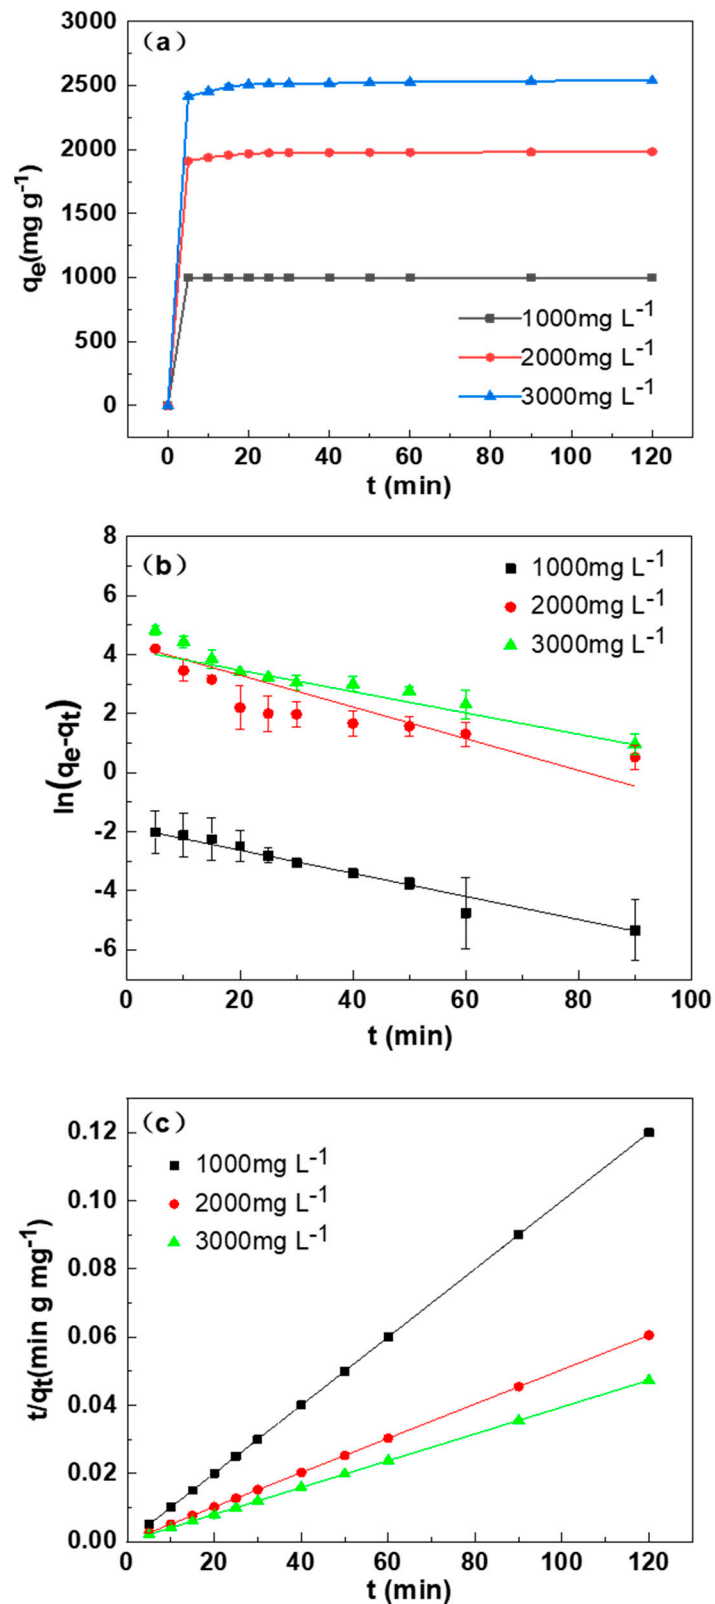 （a）
3000
2500
2000
1500
1000
500
0
qe(mg g-1)
1000mg L-1
2000mg L-1
3000mg L-1
0 20 40 60 80 100 120
t (min)
（b）
8
6
4
2
0
-2
-4
-6
ln(qe-qt)
1000mg L-1
2000mg L-1
3000mg L-1
0 20 40 60 80 100
t (min)
（c）
0.12
0.10
0.08
0.06
0.04
0.02
0.00
t/qt(min g mg-1)
1000mg L-1
2000mg L-1
3000mg L-1
0 20 40 60 80 100 120
t (min)